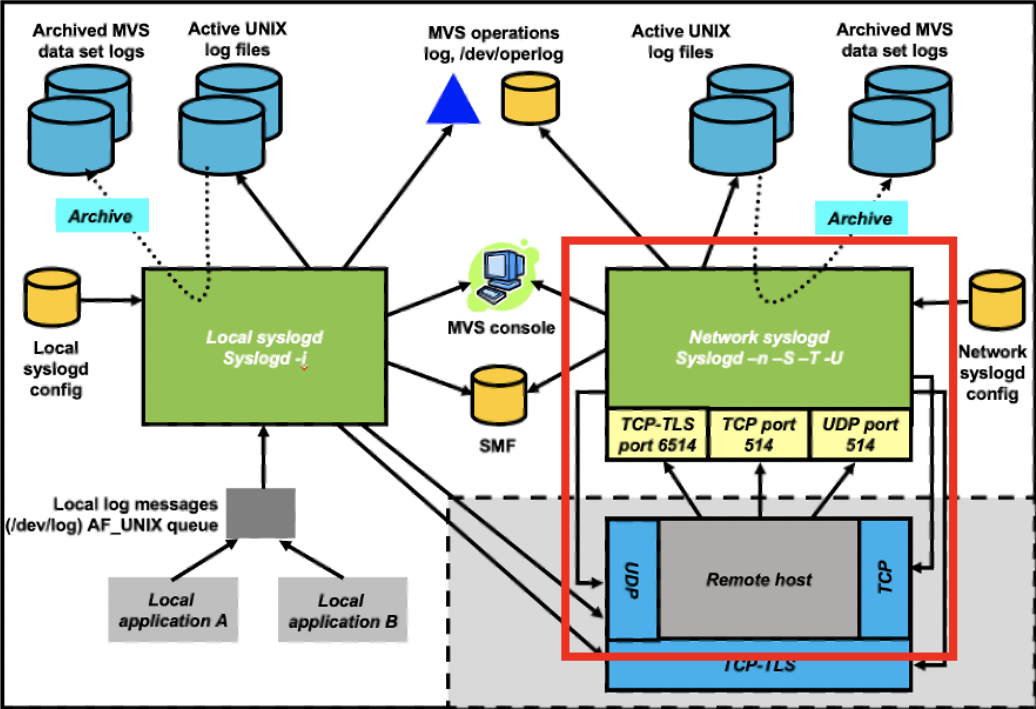 Archived MVS
data set logs
Active UNIX
log files
MVS operations
log, /dev/operlog
Active UNIX
log files
Archived MVS
data set logs
Archive
Archive
Local syslogd
Syslogd -i
MVS console
Network syslogd
Syslogd –n –S –T -U
Local
syslogd
config
Network
syslogd
config
SMF
TCP-TLS
port 6514
TCP port
514
UDP port
514
Local log messages
(/dev/log) AF_UNIX queue
Local
application A
Local
application B
UDP
Remote host
TCP
TCP-TLS